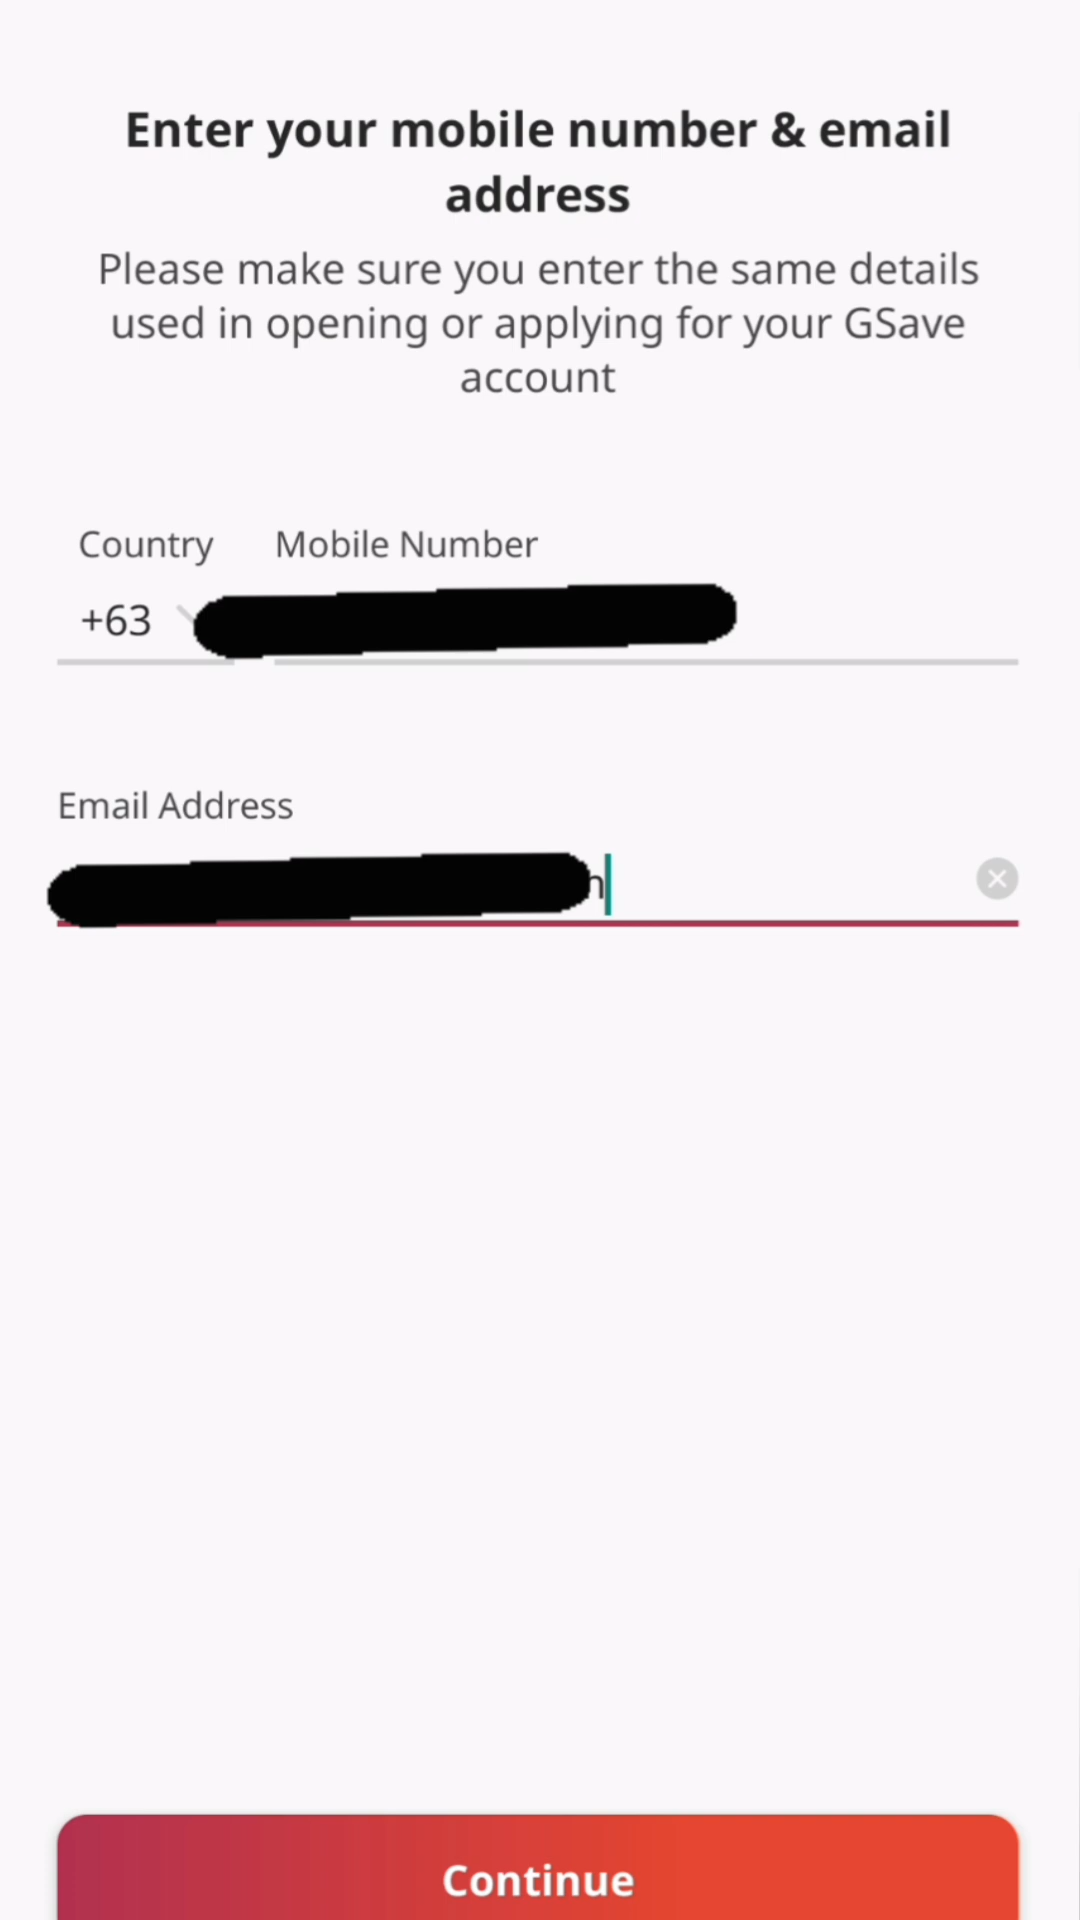 Enter your mobile number & email
address
Please make sure you enter the same details
used in opening or applying for your GSave
account
Country
Mobile Number
+63
Email Address
Continue